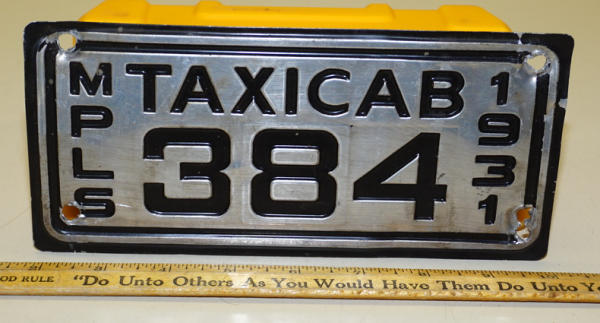 MPLS
TAXICAB
384
1931
OD RULE "Do Unto Others As You Would Have Them Do Unto Y